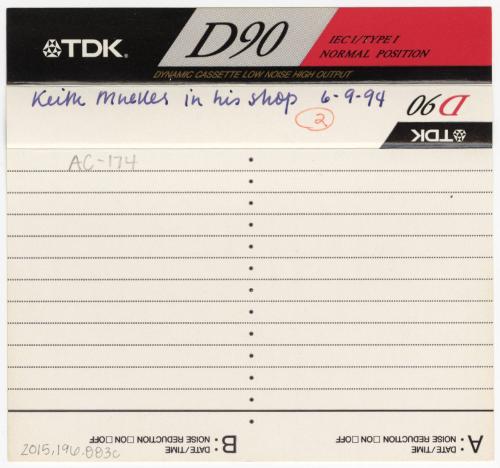 TDK.
D90
IEC I/TYPE I
NORMAL POSITION
DYNAMIC CASSETTE LOW NOISE HIGH OUTPUT
Keith Mueller in his shop 6-9-94
2
D90
TDK
AC-174
A
• DATE/TIME
• NOISE REDUCTION □ON □OFF
B
• DATE/TIME
• NOISE REDUCTION □ON □OFF
2015.196.883c